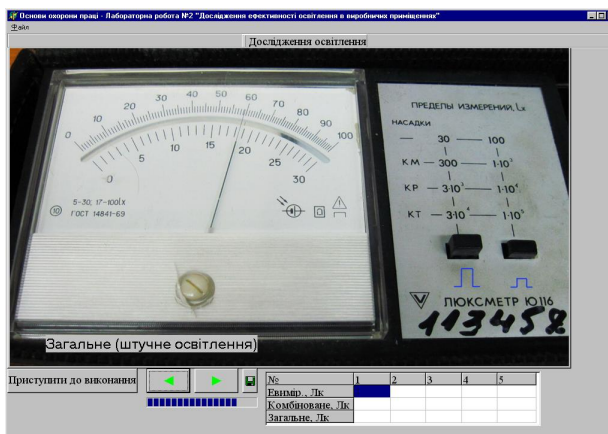 Основи охорони праці - Лабораторна робота №2 "Дослідження ефективності освітлення в виробничих приміщеннях"
Файл
Дослідження освітлення
0 10 20 30 40 50 60 70 80 90 100
0 5 10 15 20 25 30
5-30; 17-100lx
10 ГОСТ 14841-69
ПРЕДЕЛЫ ИЗМЕРЕНИЙ, Lx
НАСАДКИ
— 30 — 100
КМ — 300 — 1·10³
КР — 3·10³ — 1·10⁴
КТ — 3·10⁴ — 1·10⁵
ЛЮКСМЕТР Ю116
113458
Загальне (штучне освітлення)
Приступити до виконання
№ 1 2 3 4 5
Евимір., Лк
Комбіноване, Лк
Загальне, Лк